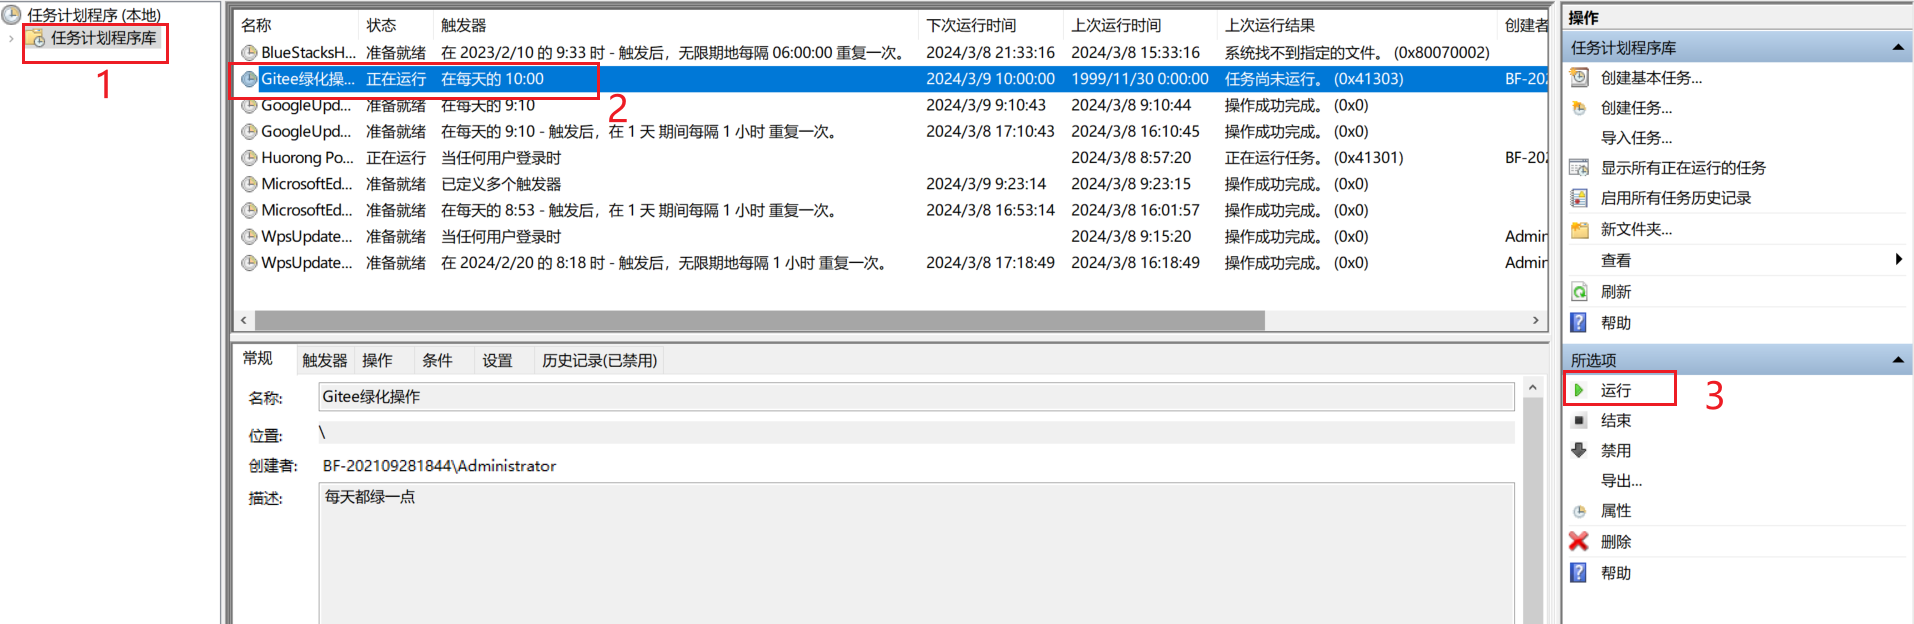 任务计划程序 (本地)
任务计划程序库
1
名称 状态 触发器 下次运行时间 上次运行时间 上次运行结果 创建者
BlueStacksH... 准备就绪 在 2023/2/10 的 9:33 时 - 触发后，无限期地每隔 06:00:00 重复一次。 2024/3/8 21:33:16 2024/3/8 15:33:16 系统找不到指定的文件。 (0x80070002)
Gitee绿化操... 正在运行 在每天的 10:00 2024/3/9 10:00:00 1999/11/30 0:00:00 任务尚未运行。 (0x41303) BF-202
2
GoogleUpd... 准备就绪 在每天的 9:10 2024/3/9 9:10:43 2024/3/8 9:10:44 操作成功完成。 (0x0)
GoogleUpd... 准备就绪 在每天的 9:10 - 触发后，在 1 天 期间每隔 1 小时 重复一次。 2024/3/8 17:10:43 2024/3/8 16:10:45 操作成功完成。 (0x0)
Huorong Po... 正在运行 当任何用户登录时 2024/3/8 8:57:20 正在运行任务。 (0x41301) BF-202
MicrosoftEd... 准备就绪 已定义多个触发器 2024/3/9 9:23:14 2024/3/8 9:23:15 操作成功完成。 (0x0)
MicrosoftEd... 准备就绪 在每天的 8:53 - 触发后，在 1 天 期间每隔 1 小时 重复一次。 2024/3/8 16:53:14 2024/3/8 16:01:57 操作成功完成。 (0x0)
WpsUpdate... 准备就绪 当任何用户登录时 2024/3/8 9:15:20 操作成功完成。 (0x0) Admin
WpsUpdate... 准备就绪 在 2024/2/20 的 8:18 时 - 触发后，无限期地每隔 1 小时 重复一次。 2024/3/8 17:18:49 2024/3/8 16:18:49 操作成功完成。 (0x0) Admin
常规 触发器 操作 条件 设置 历史记录(已禁用)
名称: Gitee绿化操作
位置: \
创建者: BF-202109281844\Administrator
描述: 每天都绿一点
操作
任务计划程序库
创建基本任务...
创建任务...
导入任务...
显示所有正在运行的任务
启用所有任务历史记录
新文件夹...
查看
刷新
帮助
所选项
运行
3
结束
禁用
导出...
属性
删除
帮助